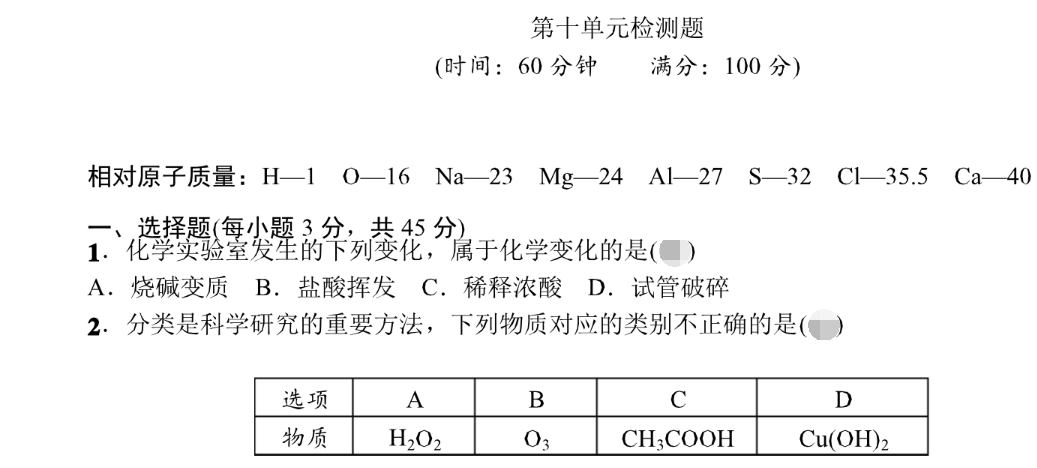 第十单元检测题
(时间：60 分钟 满分：100 分)
相对原子质量：H—1 O—16 Na—23 Mg—24 Al—27 S—32 Cl—35.5 Ca—40
一、选择题(每小题 3 分，共 45 分)
1．化学实验室发生的下列变化，属于化学变化的是( )
A．烧碱变质 B．盐酸挥发 C．稀释浓酸 D．试管破碎
2．分类是科学研究的重要方法，下列物质对应的类别不正确的是( )
选项 A B C D
物质 H₂O₂ O₃ CH₃COOH Cu(OH)₂